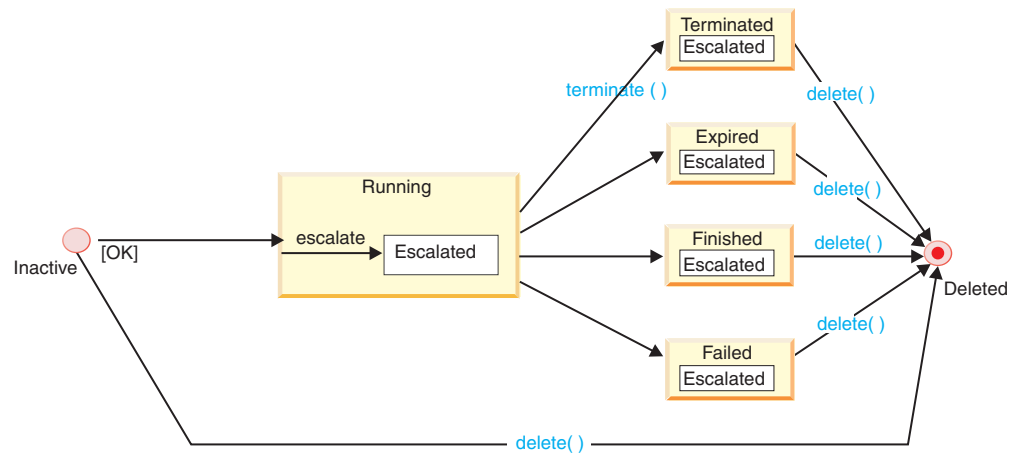 Terminated
Escalated
terminate ( )
delete( )
Expired
Escalated
delete( )
Running
escalate
Escalated
[OK]
Inactive
Finished
Escalated
delete( )
Deleted
delete( )
Failed
Escalated
delete( )